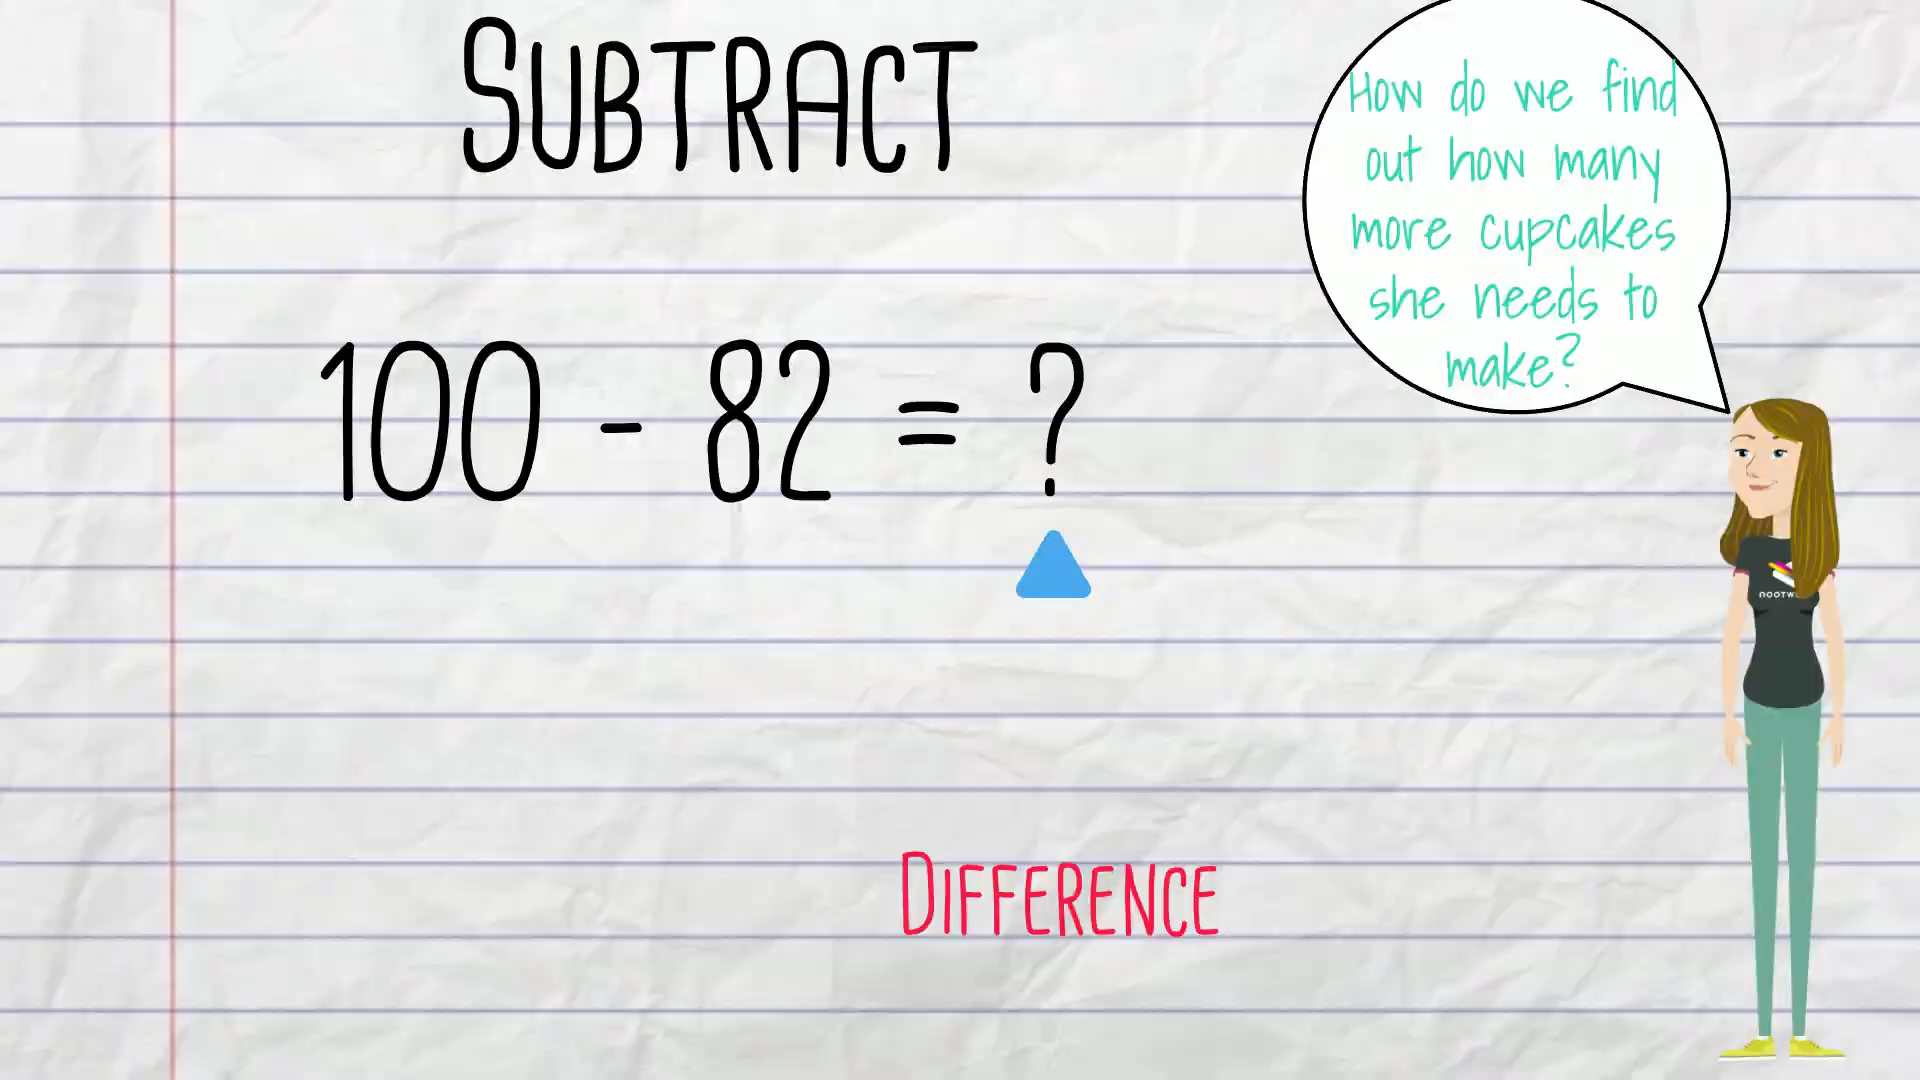 SUBTRACT
How do we find
out how many
more cupcakes
she needs to
make?
100 - 82 = ?
DIFFERENCE